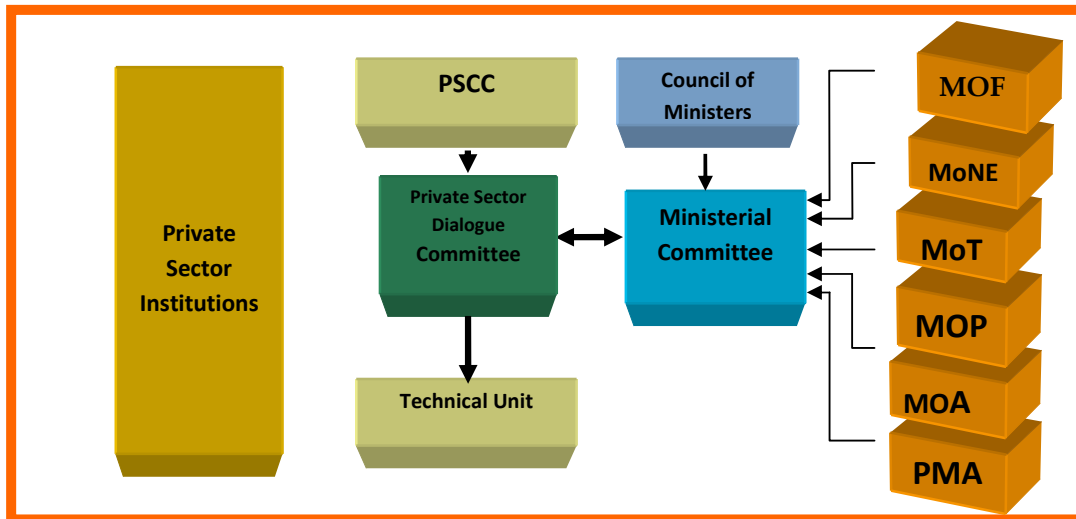 Private
Sector
Institutions
PSCC
Council of
Ministers
Private Sector
Dialogue
Committee
Ministerial
Committee
Technical Unit
MOF
MoNE
MoT
MOP
MOA
PMA